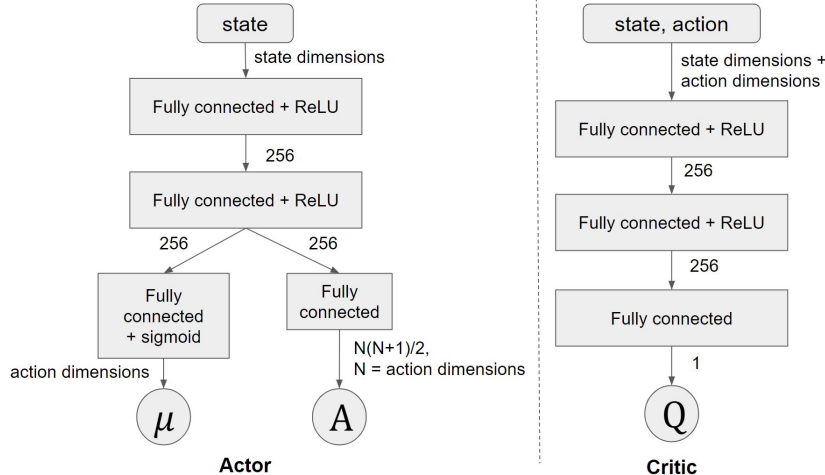 state
state dimensions
Fully connected + ReLU
256
Fully connected + ReLU
256
256
Fully
connected
+ sigmoid
Fully
connected
action dimensions
N(N+1)/2,
N = action dimensions
μ
A
Actor
state, action
state dimensions +
action dimensions
Fully connected + ReLU
256
Fully connected + ReLU
256
Fully connected
1
Q
Critic